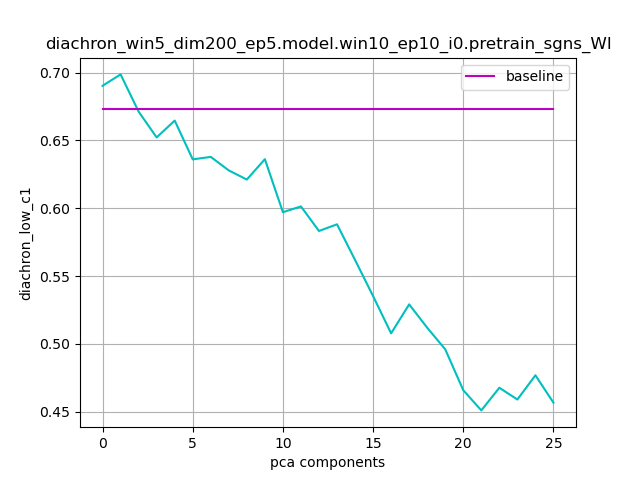 diachron_win5_dim200_ep5.model.win10_ep10_i0.pretrain_sgns_WI
baseline
0.70
0.65
0.60
0.55
0.50
0.45
diachron_low_c1
0 5 10 15 20 25
pca components